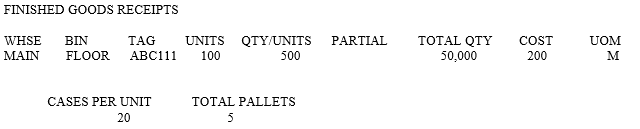 FINISHED GOODS RECEIPTS
WHSE BIN TAG UNITS QTY/UNITS PARTIAL TOTAL QTY COST UOM
MAIN FLOOR ABC111 100 500 50,000 200 M
CASES PER UNIT TOTAL PALLETS
20 5